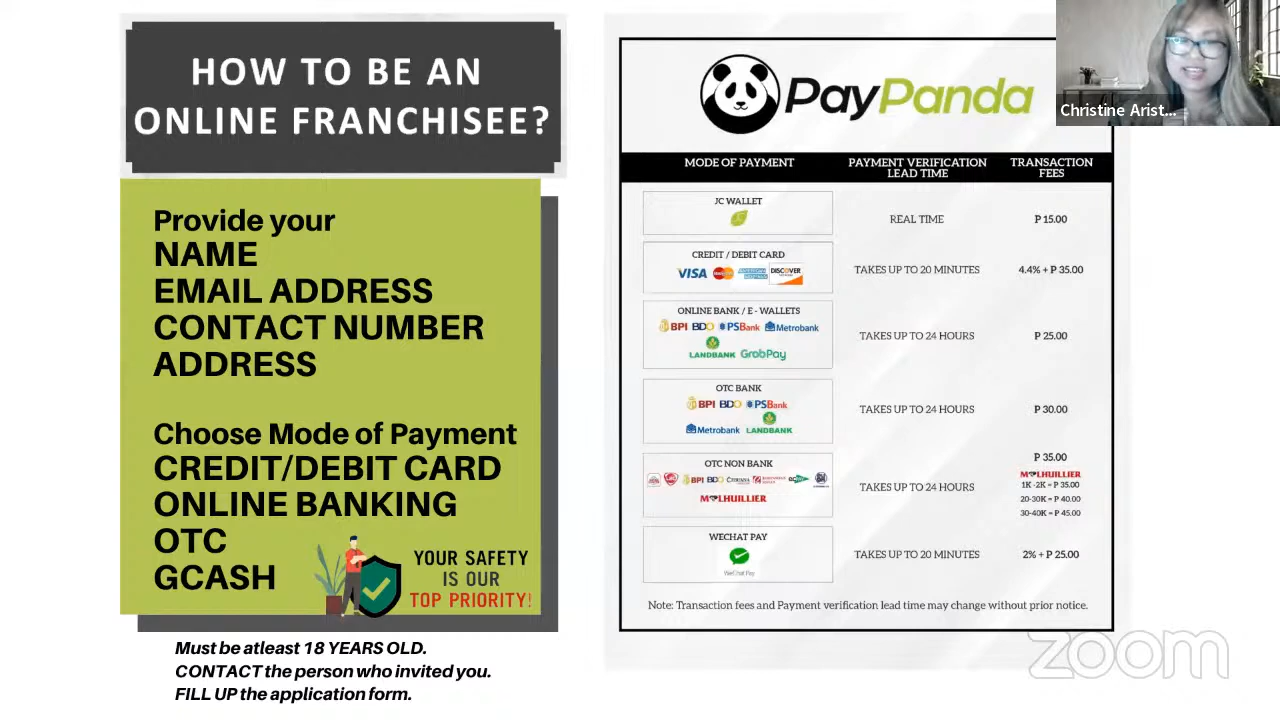 HOW TO BE AN
ONLINE FRANCHISEE?
Provide your
NAME
EMAIL ADDRESS
CONTACT NUMBER
ADDRESS
Choose Mode of Payment
CREDIT/DEBIT CARD
ONLINE BANKING
OTC
GCASH
YOUR SAFETY
IS OUR
TOP PRIORITY!
Must be atleast 18 YEARS OLD.
CONTACT the person who invited you.
FILL UP the application form.
PayPanda
MODE OF PAYMENT
PAYMENT VERIFICATION
LEAD TIME
TRANSACTION
FEES
JC WALLET
REAL TIME
₱ 15.00
CREDIT / DEBIT CARD
VISA DISCOVER
TAKES UP TO 20 MINUTES
4.4% + ₱ 35.00
ONLINE BANK / E - WALLETS
BPI BDO PSBank Metrobank
LANDBANK GrabPay
TAKES UP TO 24 HOURS
₱ 25.00
OTC BANK
BPI BDO PSBank
Metrobank LANDBANK
TAKES UP TO 24 HOURS
₱ 30.00
OTC NON BANK
BPI BDO
MLHUILLIER
TAKES UP TO 24 HOURS
₱ 35.00
MLHUILLIER
1K -2K = ₱ 35.00
20-30K = ₱ 40.00
30-40K = ₱ 45.00
WECHAT PAY
WeChat Pay
TAKES UP TO 20 MINUTES
2% + ₱ 25.00
Note: Transaction fees and Payment verification lead time may change without prior notice.
Christine Arist...
zoom